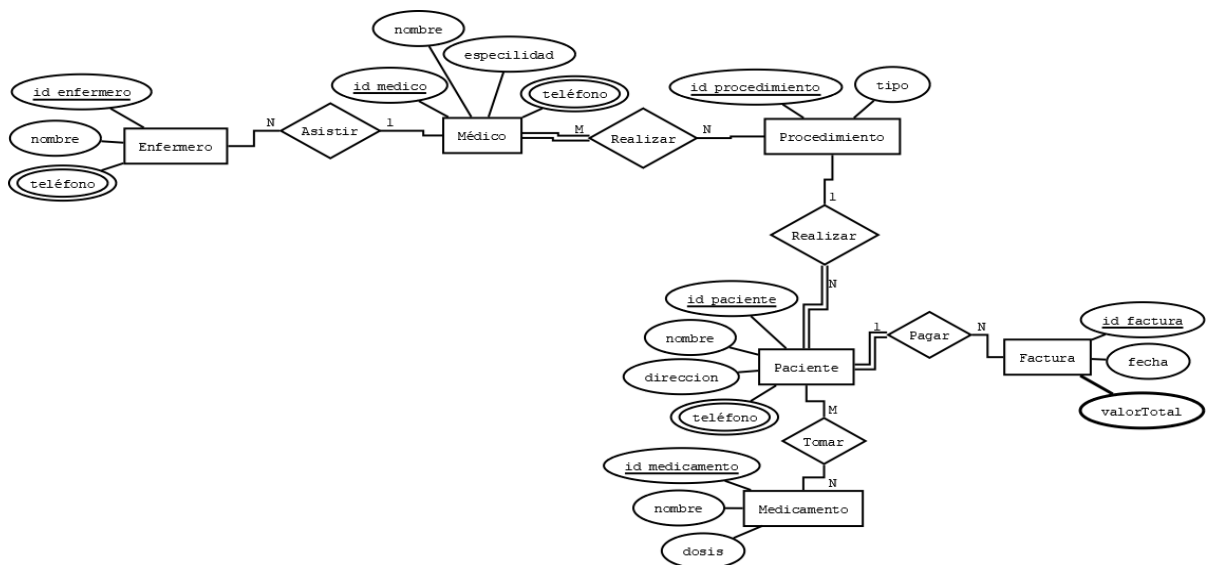 nombre
especilidad
id enfermero
id medico
teléfono
id procedimiento
tipo
nombre
Enfermero
N
Asistir
1
Médico
M
Realizar
N
Procedimiento
teléfono
1
Realizar
N
id paciente
nombre
Paciente
1
Pagar
N
Factura
id factura
fecha
direccion
valorTotal
teléfono
M
Tomar
id medicamento
N
nombre
Medicamento
dosis